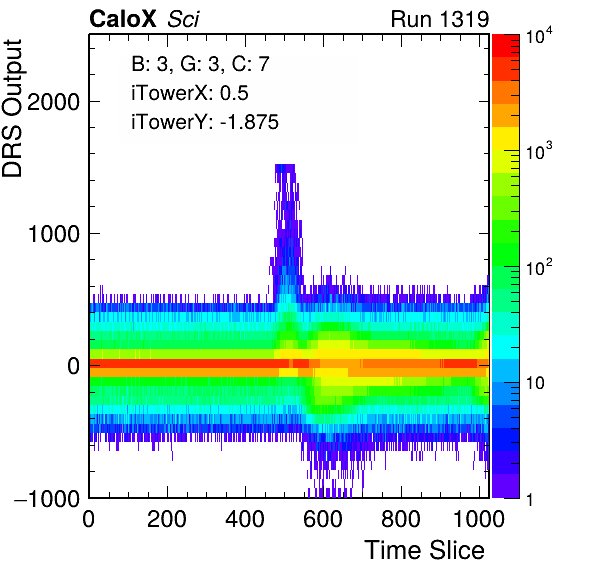 CaloX Sci
Run 1319
B: 3, G: 3, C: 7
iTowerX: 0.5
iTowerY: -1.875
DRS Output
2000
1000
0
−1000
0 200 400 600 800 1000
Time Slice
10⁴
10³
10²
10
1